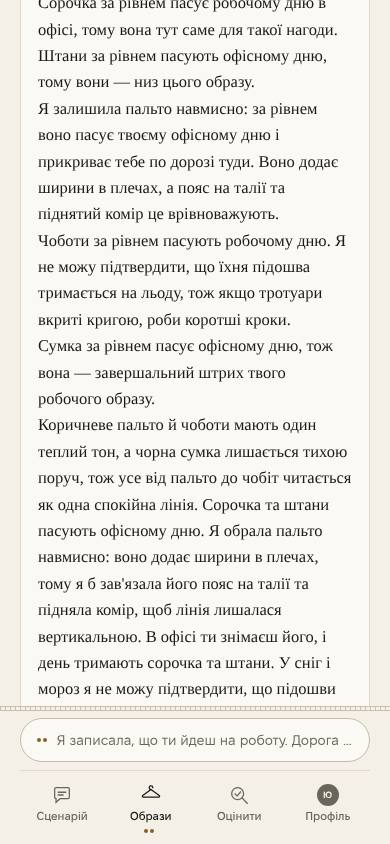 Сорочка за рівнем пасує робочому дню в
офісі, тому вона тут саме для такої нагоди.
Штани за рівнем пасують офісному дню,
тому вони — низ цього образу.
Я залишила пальто навмисно: за рівнем
воно пасує твоєму офісному дню і
прикриває тебе по дорозі туди. Воно додає
ширини в плечах, а пояс на талії та
піднятий комір це врівноважують.
Чоботи за рівнем пасують робочому дню. Я
не можу підтвердити, що їхня підошва
тримається на льоду, тож якщо тротуари
вкриті кригою, роби коротші кроки.
Сумка за рівнем пасує офісному дню, тож
вона — завершальний штрих твого
робочого образу.
Коричневе пальто й чоботи мають один
теплий тон, а чорна сумка лишається тихою
поруч, тож усе від пальто до чобіт читається
як одна спокійна лінія. Сорочка та штани
пасують офісному дню. Я обрала пальто
навмисно: воно додає ширини в плечах,
тому я б зав'язала його пояс на талії та
підняла комір, щоб лінія лишалася
вертикальною. В офісі ти знімаєш його, і
день тримають сорочка та штани. У сніг і
мороз я не можу підтвердити, що підошви
Я записала, що ти йдеш на роботу. Дорога ...
Сценарій
Образи
Оцінити
Ю
Профіль